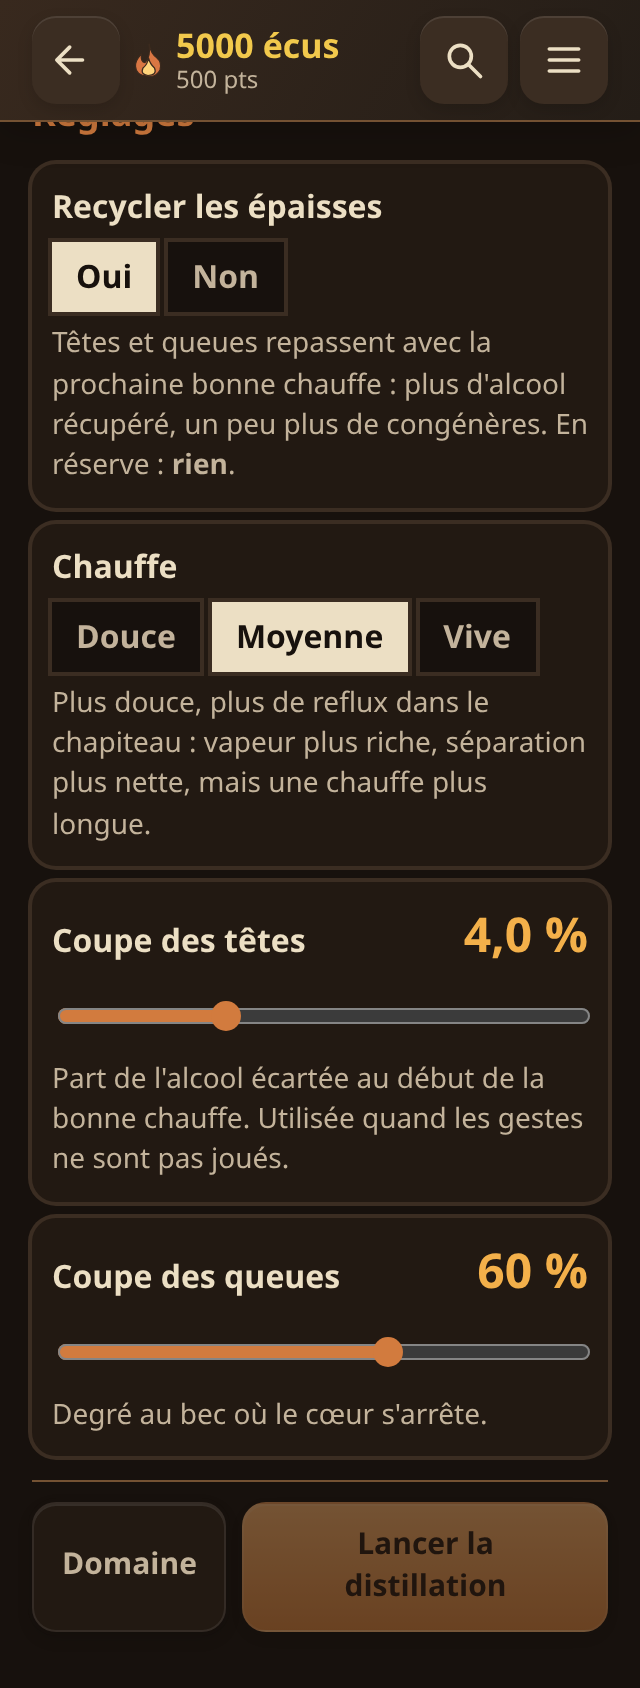 5000 écus
500 pts
Réglages
Recycler les épaisses
Oui
Non
Têtes et queues repassent avec la
prochaine bonne chauffe : plus d'alcool
récupéré, un peu plus de congénères. En
réserve : rien.
Chauffe
Douce
Moyenne
Vive
Plus douce, plus de reflux dans le
chapiteau : vapeur plus riche, séparation
plus nette, mais une chauffe plus
longue.
Coupe des têtes
4,0 %
Part de l'alcool écartée au début de la
bonne chauffe. Utilisée quand les gestes
ne sont pas joués.
Coupe des queues
60 %
Degré au bec où le cœur s'arrête.
Domaine
Lancer la
distillation